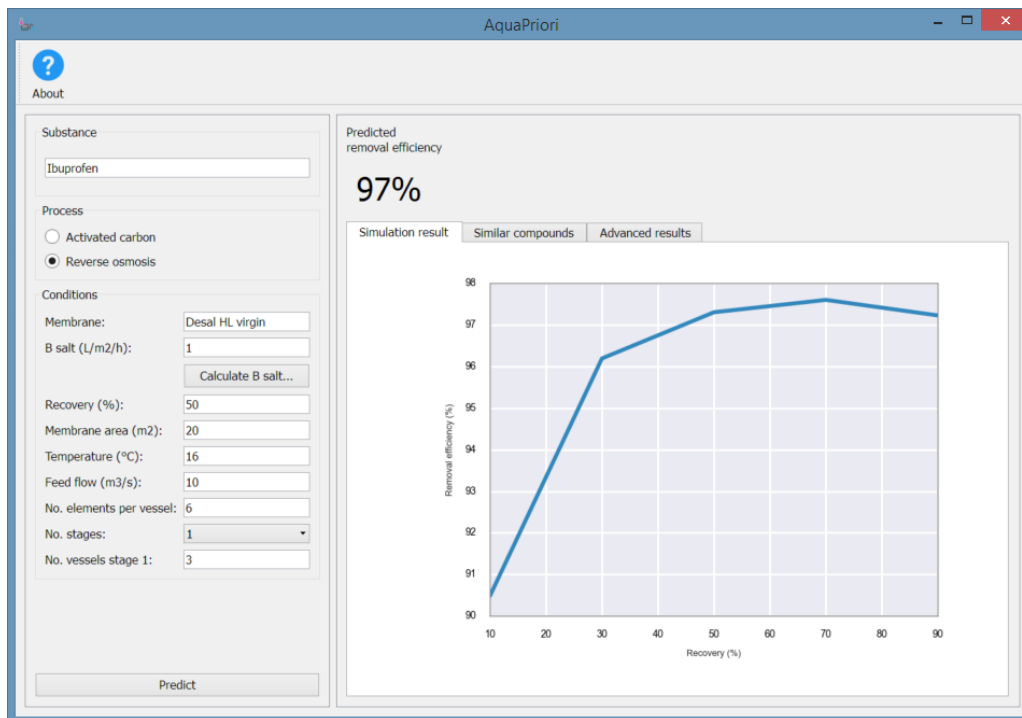 AquaPriori
?
About
Substance
Ibuprofen
Process
Activated carbon
Reverse osmosis
Conditions
Membrane: Desal HL virgin
B salt (L/m2/h): 1
Calculate B salt...
Recovery (%): 50
Membrane area (m2): 20
Temperature (°C): 16
Feed flow (m3/s): 10
No. elements per vessel: 6
No. stages: 1
No. vessels stage 1: 3
Predict
Predicted
removal efficiency
97%
Simulation result Similar compounds Advanced results
98
97
96
95
94
93
92
91
90
Removal efficiency (%)
10 20 30 40 50 60 70 80 90
Recovery (%)